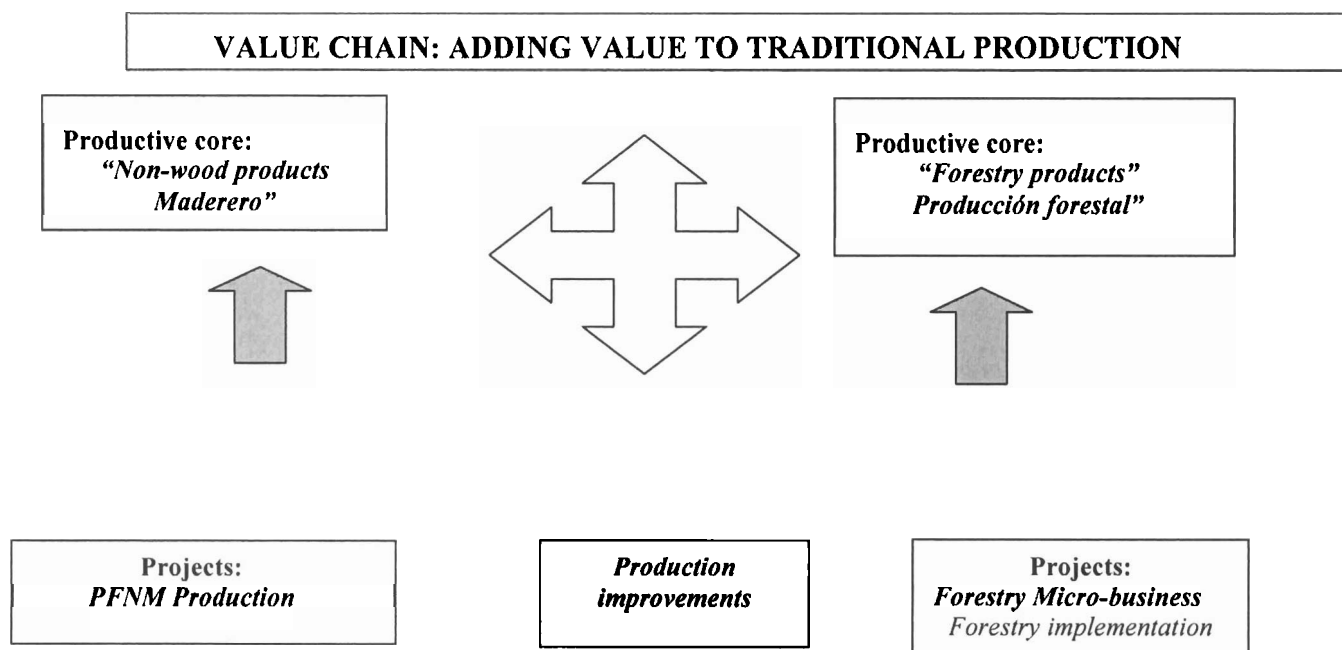 VALUE CHAIN: ADDING VALUE TO TRADITIONAL PRODUCTION
Productive core:
“Non-wood products
Maderero”
Productive core:
“Forestry products”
Producción forestal”
Projects:
PFNM Production
Production
improvements
Projects:
Forestry Micro-business
Forestry implementation